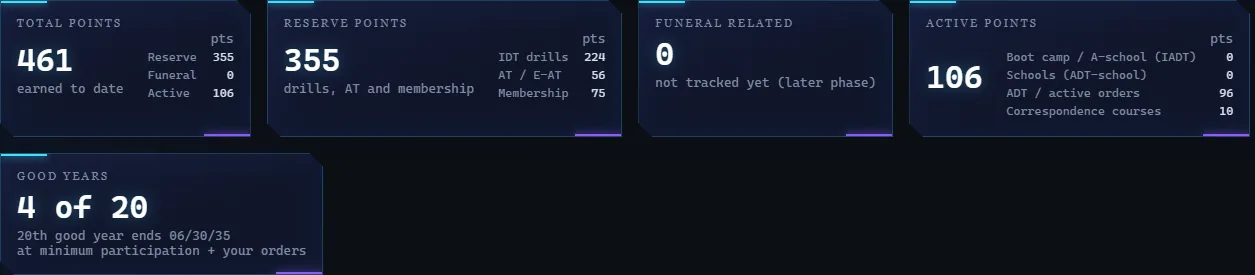 TOTAL POINTS
461
earned to date
pts
Reserve 355
Funeral 0
Active 106
RESERVE POINTS
355
drills, AT and membership
pts
IDT drills 224
AT / E-AT 56
Membership 75
FUNERAL RELATED
0
not tracked yet (later phase)
ACTIVE POINTS
106
pts
Boot camp / A-school (IADT) 0
Schools (ADT-school) 0
ADT / active orders 96
Correspondence courses 10
GOOD YEARS
4 of 20
20th good year ends 06/30/35
at minimum participation + your orders